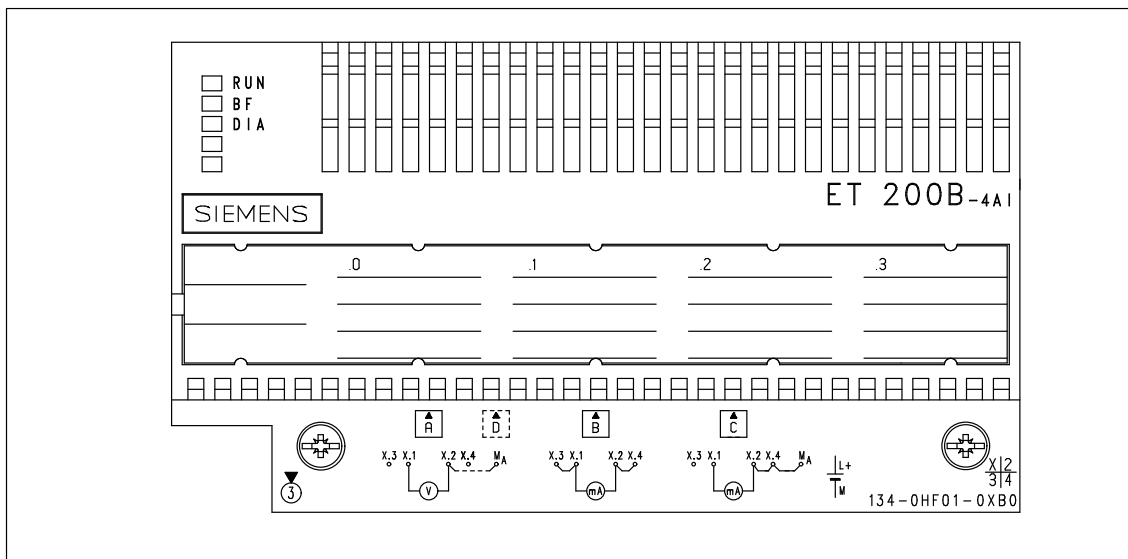 RUN
BF
DIA
ET 200B-4AI
SIEMENS
.0 .1 .2 .3
A D B C
X.3 X.1 X.2 X.4 MA X.3 X.1 X.2 X.4 X.3 X.1 X.2 X.4 MA
L+
V mA mA
M
X 2
3 4
3
134-0HF01-0XB0